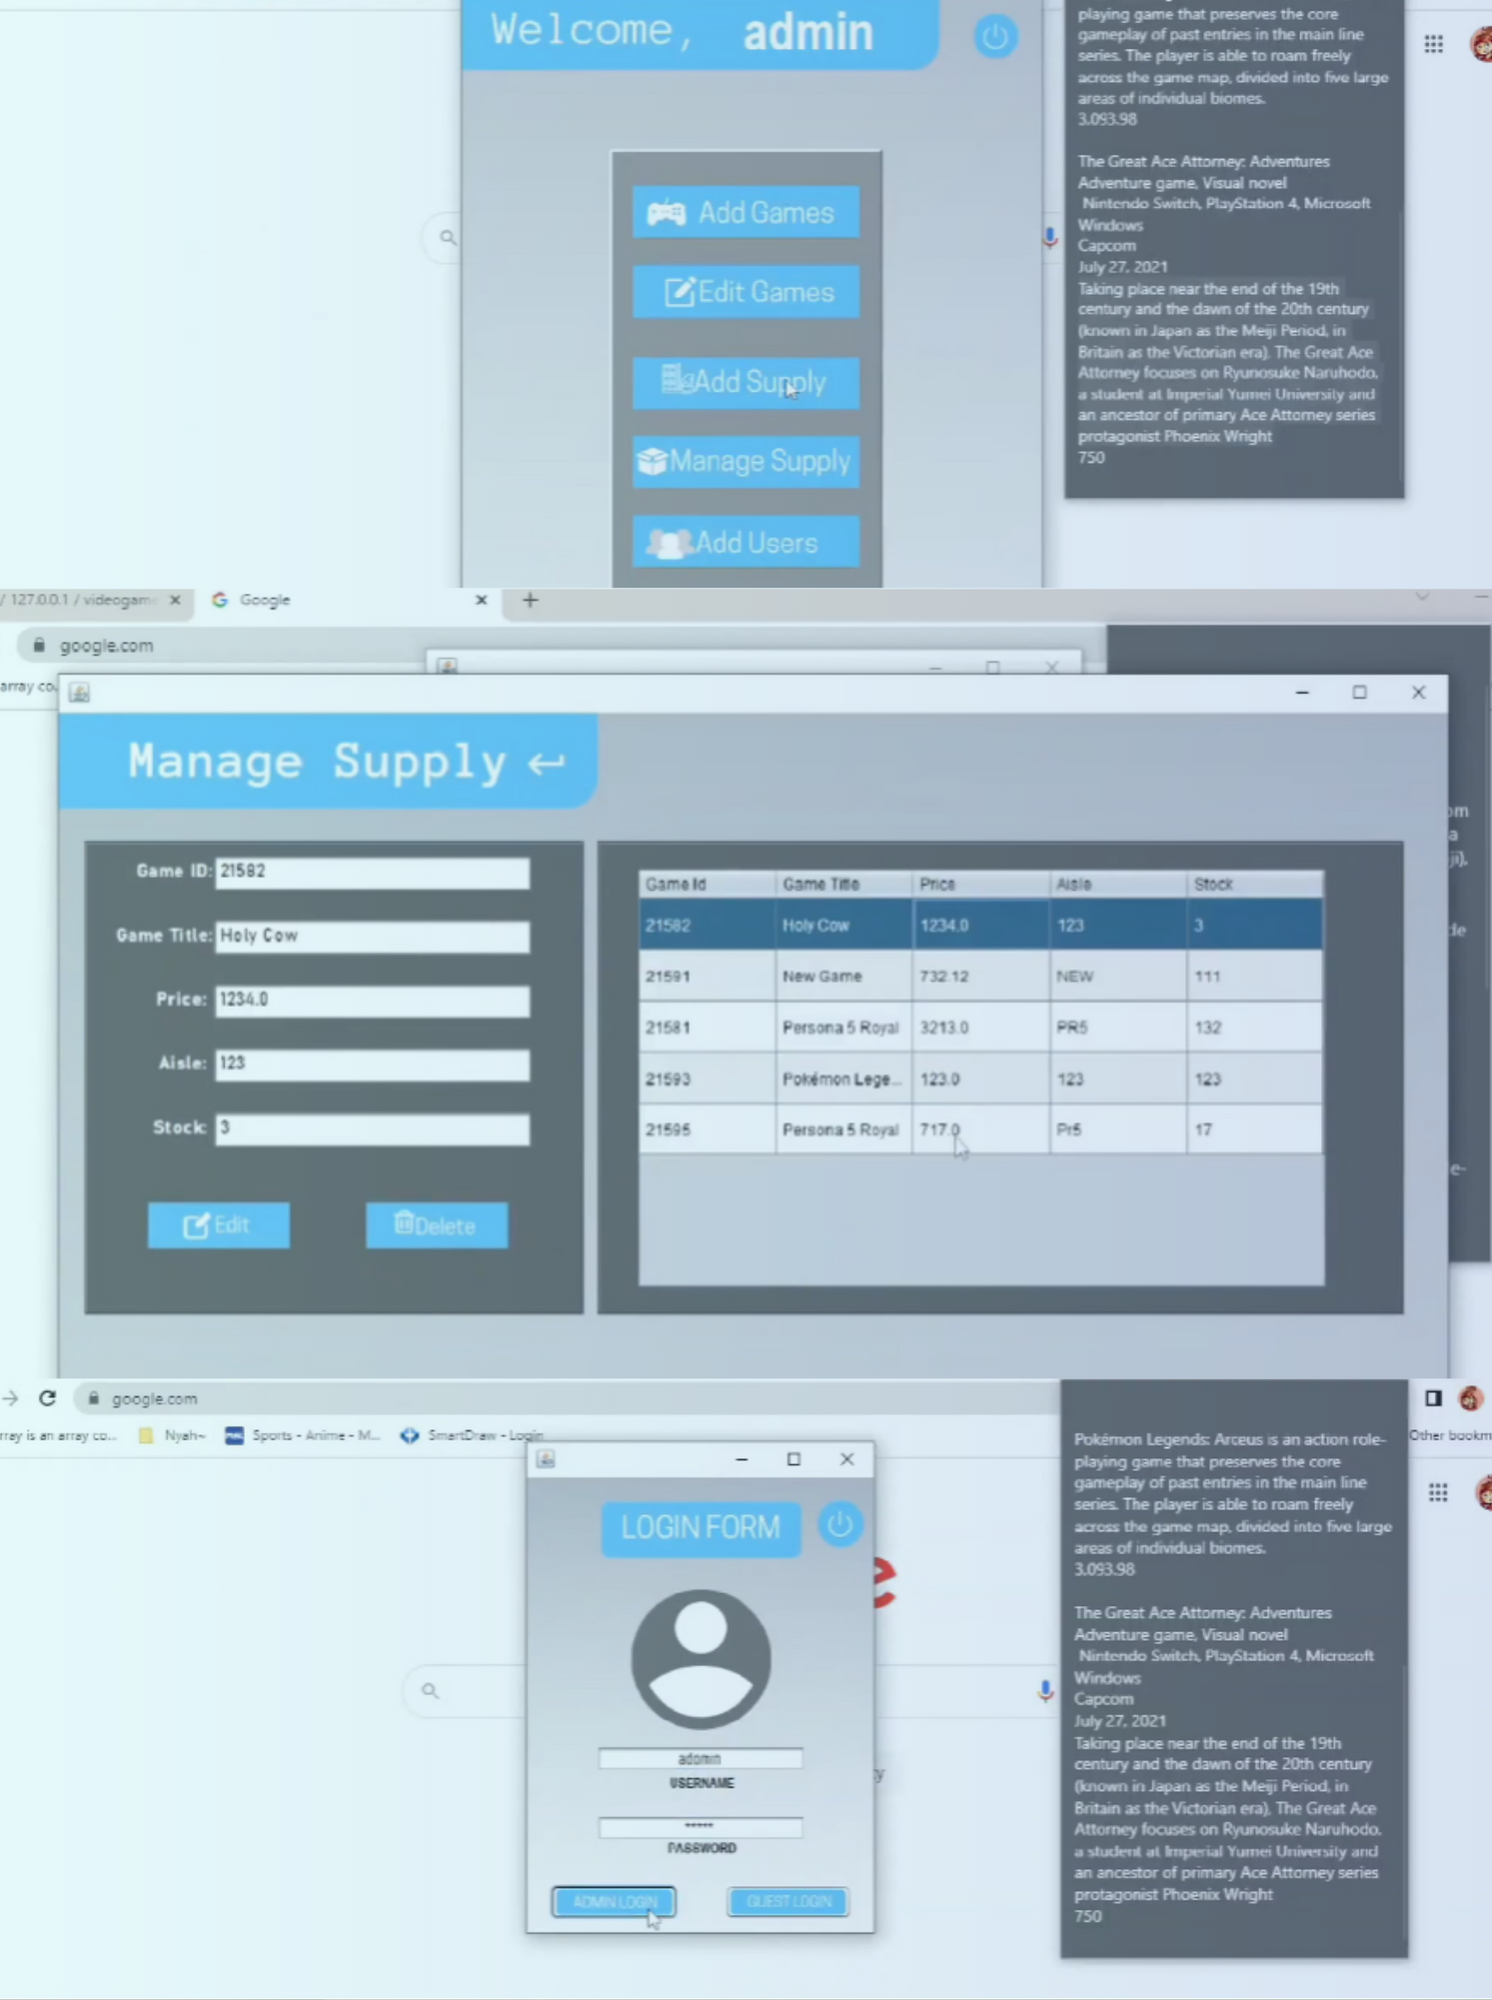 Welcome, admin
playing game that preserves the core
gameplay of past entries in the main line
series. The player is able to roam freely
across the game map, divided into five large
areas of individual biomes.
3,093.98
The Great Ace Attorney: Adventures
Adventure game, Visual novel
Nintendo Switch, PlayStation 4, Microsoft
Windows
Capcom
July 27, 2021
Taking place near the end of the 19th
century and the dawn of the 20th century
(known in Japan as the Meiji Period, in
Britain as the Victorian era), The Great Ace
Attorney focuses on Ryunosuke Naruhodo,
a student at Imperial Yumei University and
an ancestor of primary Ace Attorney series
protagonist Phoenix Wright
750
Add Games
Edit Games
Add Supply
Manage Supply
Add Users
/ 127.0.0.1 / videogam
Google
google.com
array co
Manage Supply
Game ID: 21582
Game Title: Holy Cow
Price: 1234.0
Aisle: 123
Stock: 3
Edit Delete
Game Id Game Title Price Aisle Stock
21582 Holy Cow 1234.0 123 3
21591 New Game 732.12 NEW 111
21581 Persona 5 Royal 3213.0 PR5 132
21593 Pokémon Lege... 123.0 123 123
21595 Persona 5 Royal 717.0 Pr5 17
om
a
ji),
de
e-
google.com
rray is an array co... Nyah~ Sports - Anime - M... SmartDraw - Login
Other bookm
LOGIN FORM
admin
USERNAME
*****
PASSWORD
ADMIN LOGIN GUEST LOGIN
e
y
Pokémon Legends: Arceus is an action role-
playing game that preserves the core
gameplay of past entries in the main line
series. The player is able to roam freely
across the game map, divided into five large
areas of individual biomes.
3,093.98
The Great Ace Attorney: Adventures
Adventure game, Visual novel
Nintendo Switch, PlayStation 4, Microsoft
Windows
Capcom
July 27, 2021
Taking place near the end of the 19th
century and the dawn of the 20th century
(known in Japan as the Meiji Period, in
Britain as the Victorian era), The Great Ace
Attorney focuses on Ryunosuke Naruhodo,
a student at Imperial Yumei University and
an ancestor of primary Ace Attorney series
protagonist Phoenix Wright
750